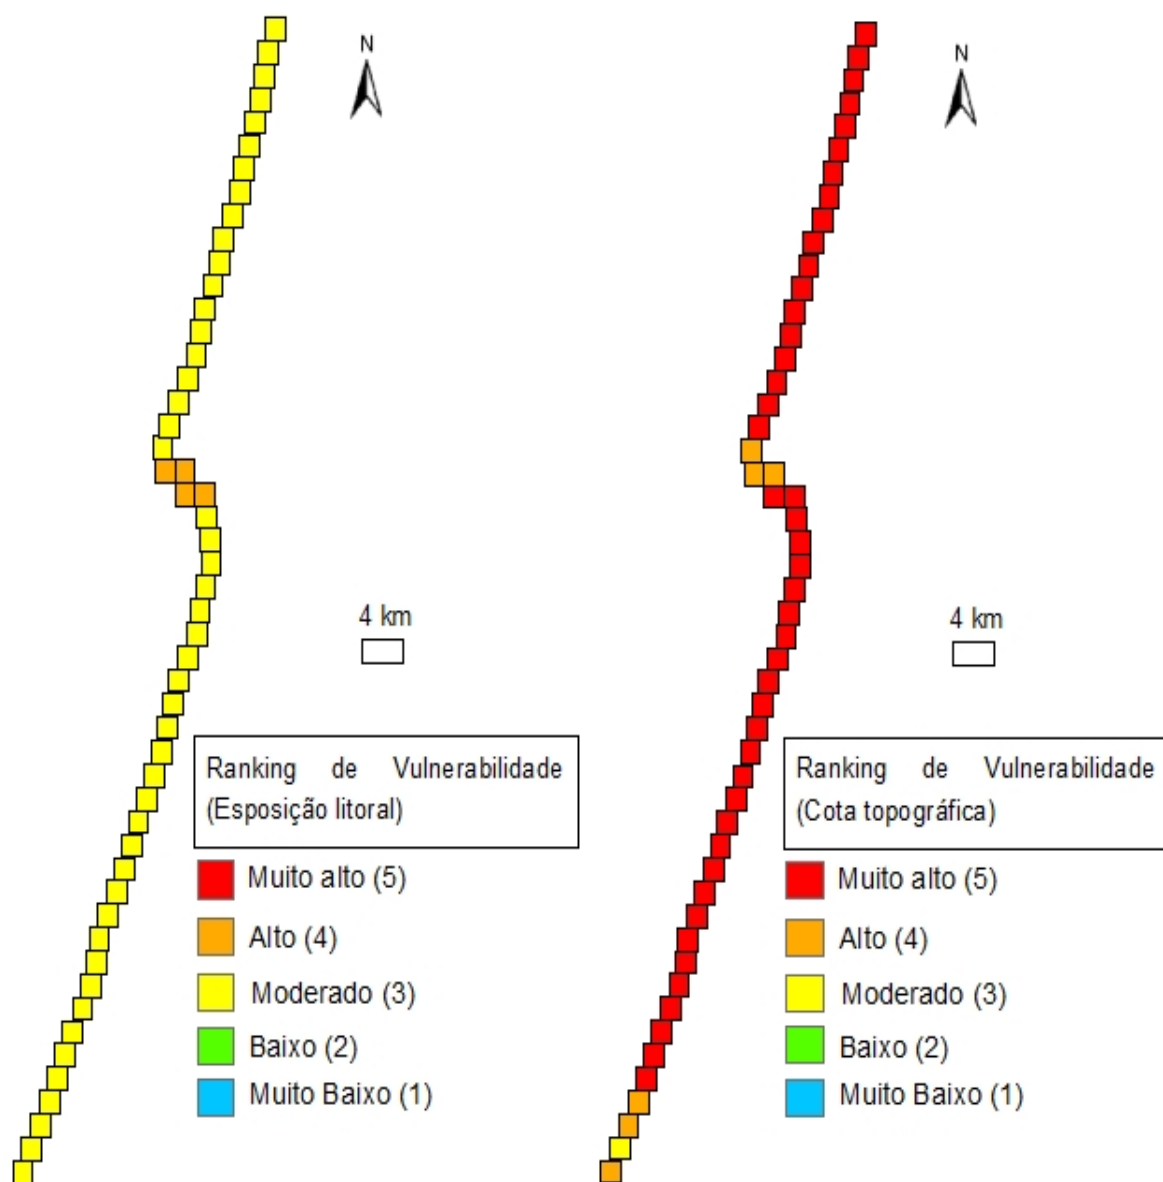 N
N
4 km
4 km
Ranking de Vulnerabilidade
(Esposição litoral)
Muito alto (5)
Alto (4)
Moderado (3)
Baixo (2)
Muito Baixo (1)
Ranking de Vulnerabilidade
(Cota topográfica)
Muito alto (5)
Alto (4)
Moderado (3)
Baixo (2)
Muito Baixo (1)